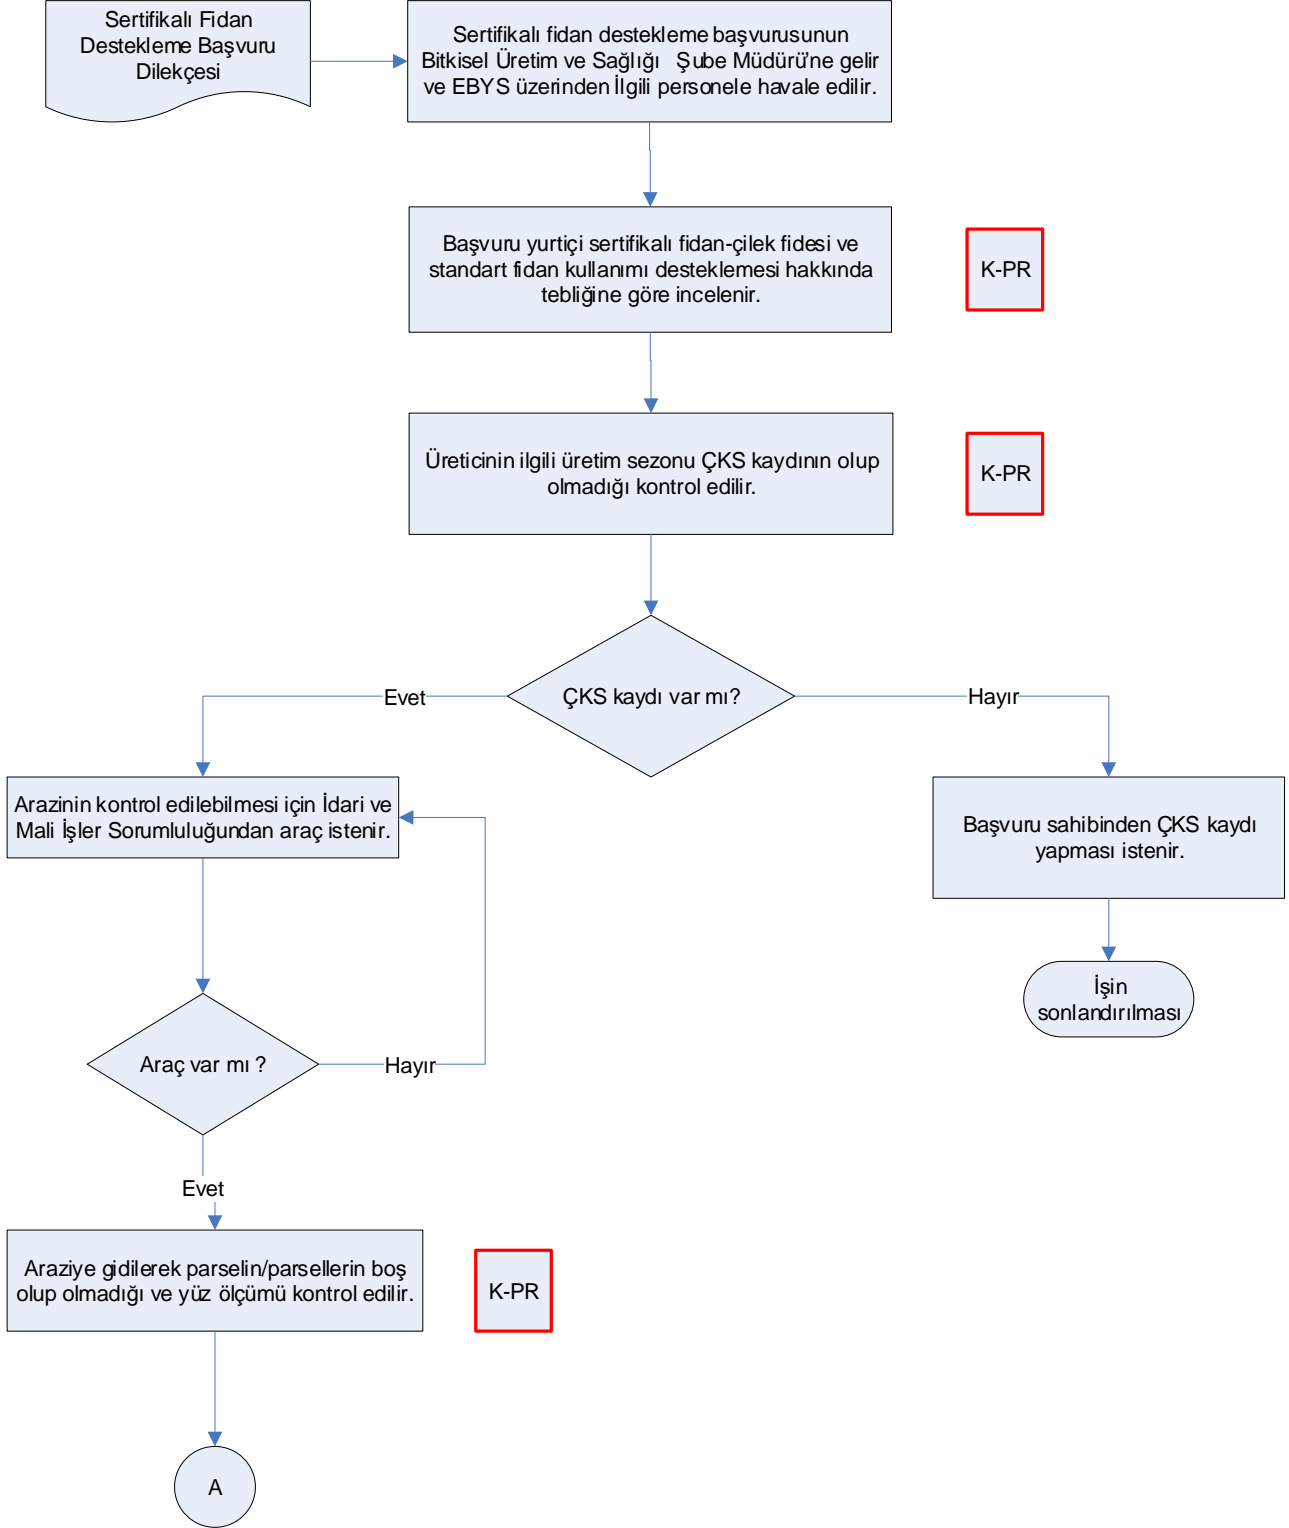 Sertifikalı Fidan
Destekleme Başvuru
Dilekçesi
Sertifikalı fidan destekleme başvurusunun
Bitkisel Üretim ve Sağlığı Şube Müdürü'ne gelir
ve EBYS üzerinden İlgili personele havale edilir.
Başvuru yurtiçi sertifikalı fidan-çilek fidesi ve
standart fidan kullanımı desteklemesi hakkında
tebliğine göre incelenir.
K-PR
Üreticinin ilgili üretim sezonu ÇKS kaydının olup
olmadığı kontrol edilir.
K-PR
ÇKS kaydı var mı?
Evet
Hayır
Arazinin kontrol edilebilmesi için İdari ve
Mali İşler Sorumluluğundan araç istenir.
Başvuru sahibinden ÇKS kaydı
yapması istenir.
İşin
sonlandırılması
Araç var mı ?
Hayır
Evet
Araziye gidilerek parselin/parsellerin boş
olup olmadığı ve yüz ölçümü kontrol edilir.
K-PR
A